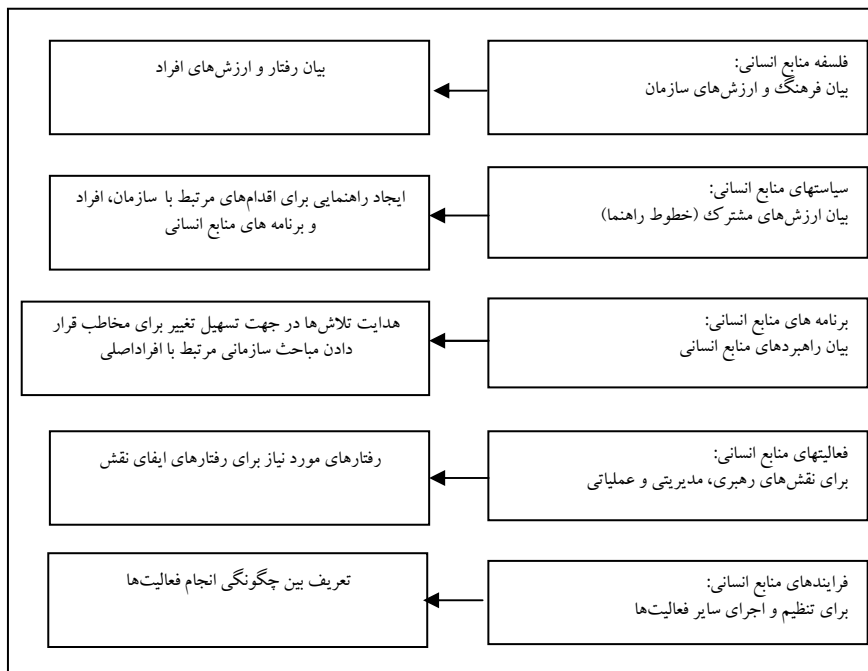 فلسفه منابع انسانی:
بیان فرهنگ و ارزش‌های سازمان
بیان رفتار و ارزش‌های افراد
سیاستهای منابع انسانی:
بیان ارزش‌های مشترک (خطوط راهنما)
ایجاد راهنمایی برای اقدام‌های مرتبط با سازمان، افراد
و برنامه های منابع انسانی
برنامه های منابع انسانی:
بیان راهبردهای منابع انسانی
هدایت تلاش‌ها در جهت تسهیل تغییر برای مخاطب قرار
دادن مباحث سازمانی مرتبط با افراداصلی
فعالیتهای منابع انسانی:
برای نقش‌های رهبری، مدیریتی و عملیاتی
رفتارهای مورد نیاز برای رفتارهای ایفای نقش
فرایندهای منابع انسانی:
برای تنظیم و اجرای سایر فعالیت‌ها
تعریف بین چگونگی انجام فعالیت‌ها